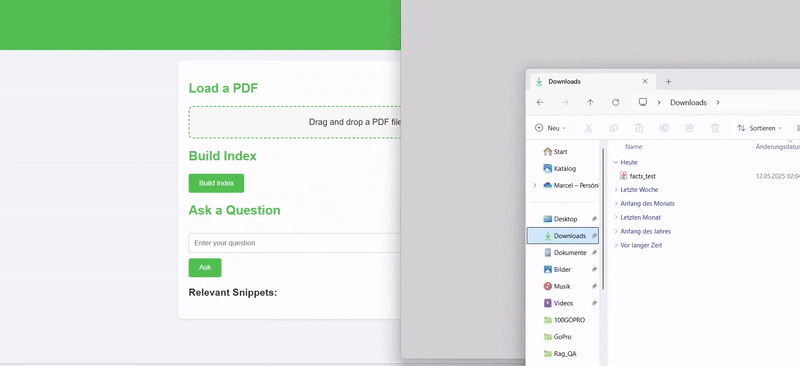 Load a PDF
Drag and drop a PDF file
Build Index
Build Index
Ask a Question
Enter your question
Ask
Relevant Snippets:
Downloads
Downloads
Neu
Sortieren
Start
Katalog
Marcel – Persönl
Desktop
Downloads
Dokumente
Bilder
Musik
Videos
100GOPRO
GoPro
Rag_QA
Name
Änderungsdatu
Heute
facts_test
12.05.2025 02:04
Letzte Woche
Anfang des Monats
Letzten Monat
Anfang des Jahres
Vor langer Zeit